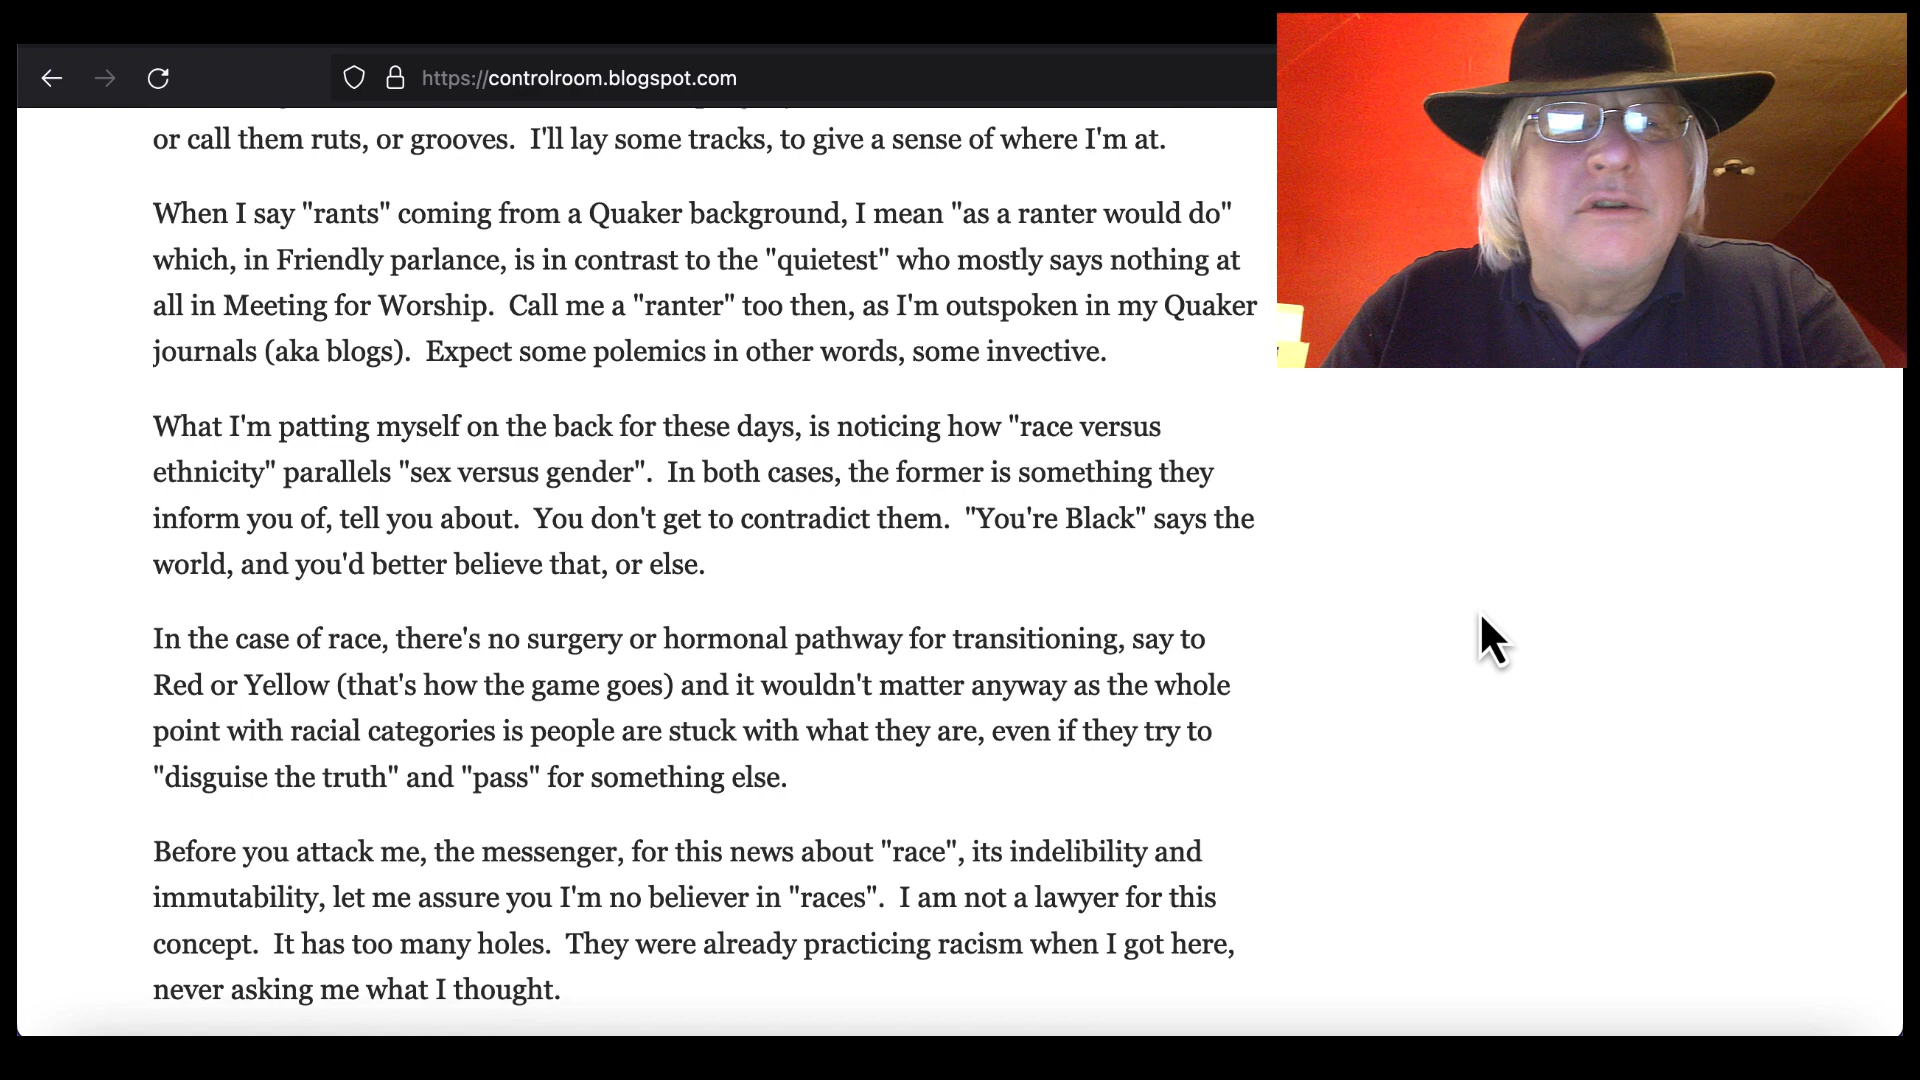 https://controlroom.blogspot.com
or call them ruts, or grooves.  I'll lay some tracks, to give a sense of where I'm at.
When I say "rants" coming from a Quaker background, I mean "as a ranter would do"
which, in Friendly parlance, is in contrast to the "quietest" who mostly says nothing at
all in Meeting for Worship.  Call me a "ranter" too then, as I'm outspoken in my Quaker
journals (aka blogs).  Expect some polemics in other words, some invective.
What I'm patting myself on the back for these days, is noticing how "race versus
ethnicity" parallels "sex versus gender".  In both cases, the former is something they
inform you of, tell you about.  You don't get to contradict them.  "You're Black" says the
world, and you'd better believe that, or else.
In the case of race, there's no surgery or hormonal pathway for transitioning, say to
Red or Yellow (that's how the game goes) and it wouldn't matter anyway as the whole
point with racial categories is people are stuck with what they are, even if they try to
"disguise the truth" and "pass" for something else.
Before you attack me, the messenger, for this news about "race", its indelibility and
immutability, let me assure you I'm no believer in "races".  I am not a lawyer for this
concept.  It has too many holes.  They were already practicing racism when I got here,
never asking me what I thought.